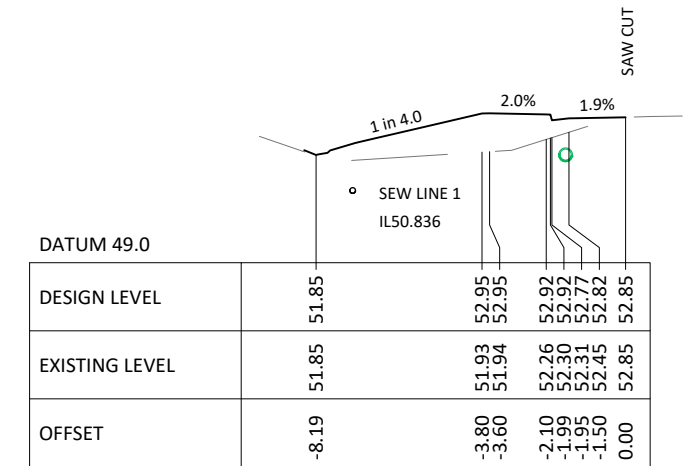 SAW CUT
1 in 4.0
2.0%
1.9%
SEW LINE 1
IL50.836
DATUM 49.0
DESIGN LEVEL 51.85 52.95 52.95 52.92 52.92 52.77 52.82 52.85
EXISTING LEVEL 51.85 51.93 51.94 52.26 52.30 52.31 52.45 52.85
OFFSET -8.19 -3.80 -3.60 -2.10 -1.99 -1.95 -1.50 0.00